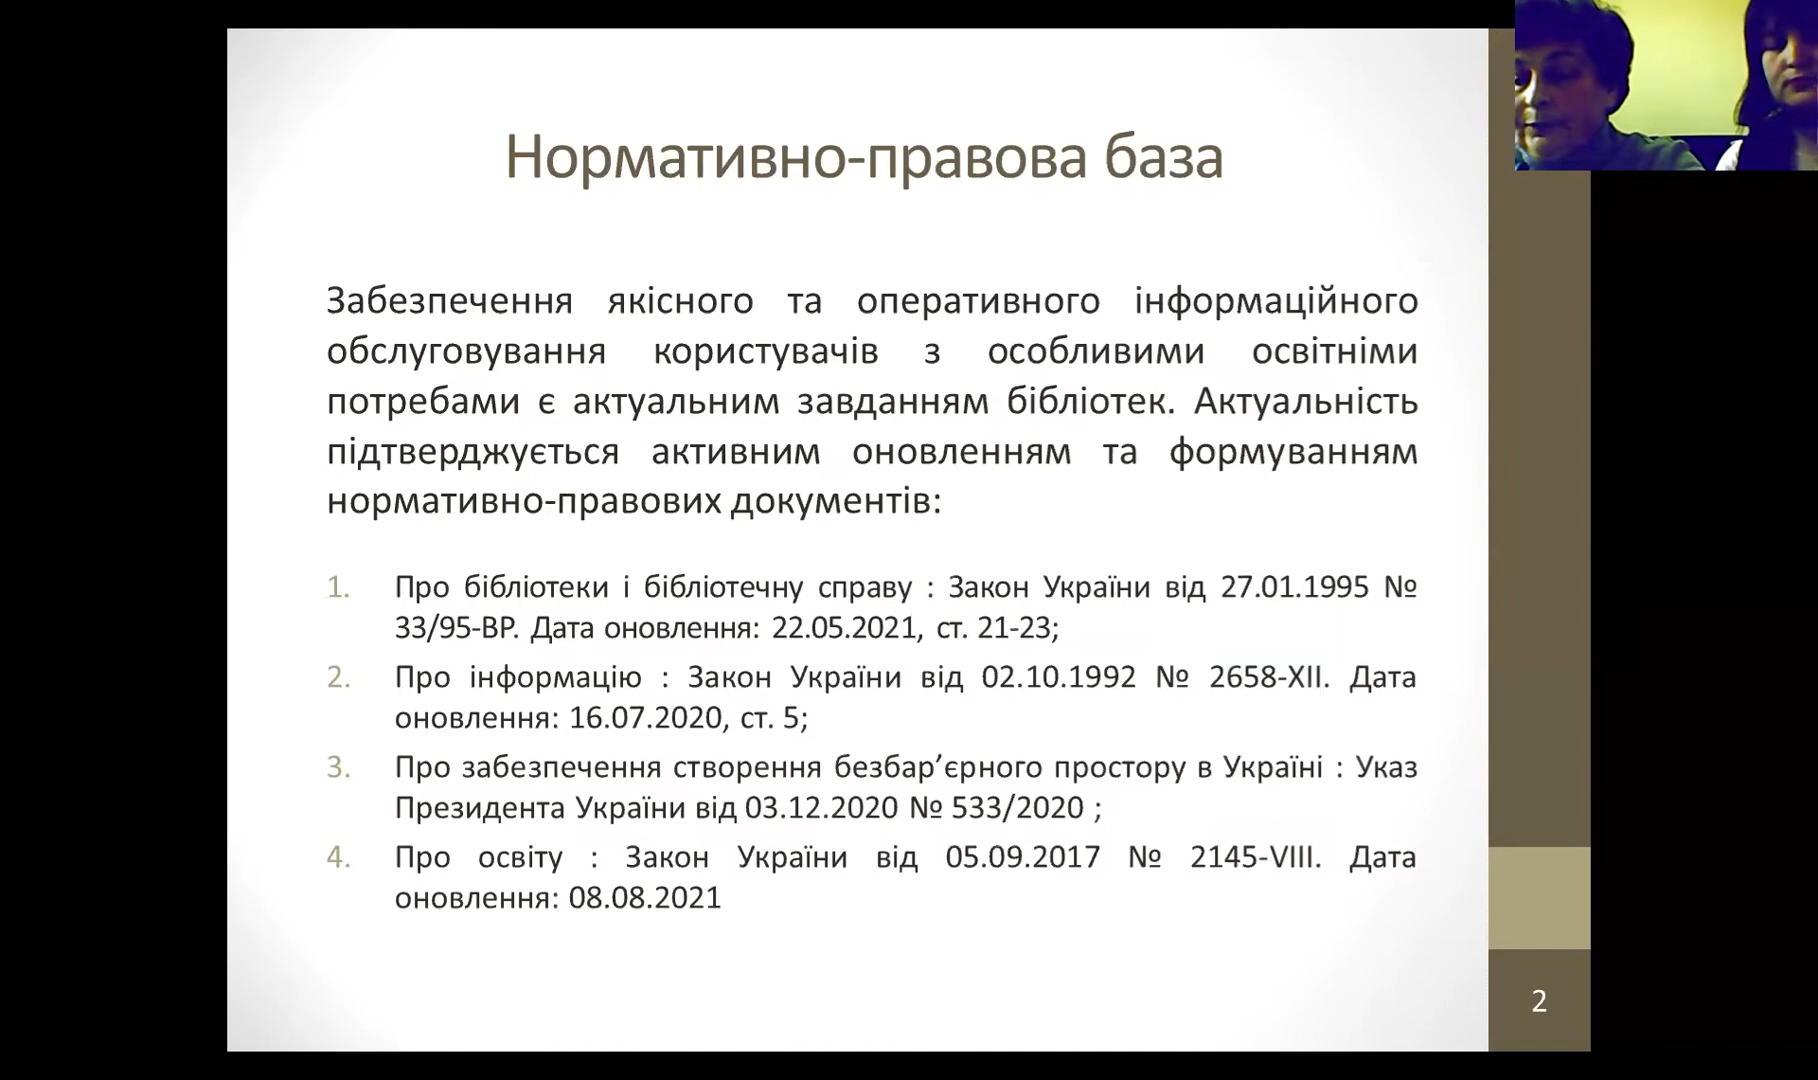 Нормативно-правова база
Забезпечення якісного та оперативного інформаційного
обслуговування користувачів з особливими освітніми
потребами є актуальним завданням бібліотек. Актуальність
підтверджується активним оновленням та формуванням
нормативно-правових документів:
1. Про бібліотеки і бібліотечну справу : Закон України від 27.01.1995 №
33/95-ВР. Дата оновлення: 22.05.2021, ст. 21-23;
2. Про інформацію : Закон України від 02.10.1992 № 2658-XII. Дата
оновлення: 16.07.2020, ст. 5;
3. Про забезпечення створення безбар’єрного простору в Україні : Указ
Президента України від 03.12.2020 № 533/2020 ;
4. Про освіту : Закон України від 05.09.2017 № 2145-VIII. Дата
оновлення: 08.08.2021
2